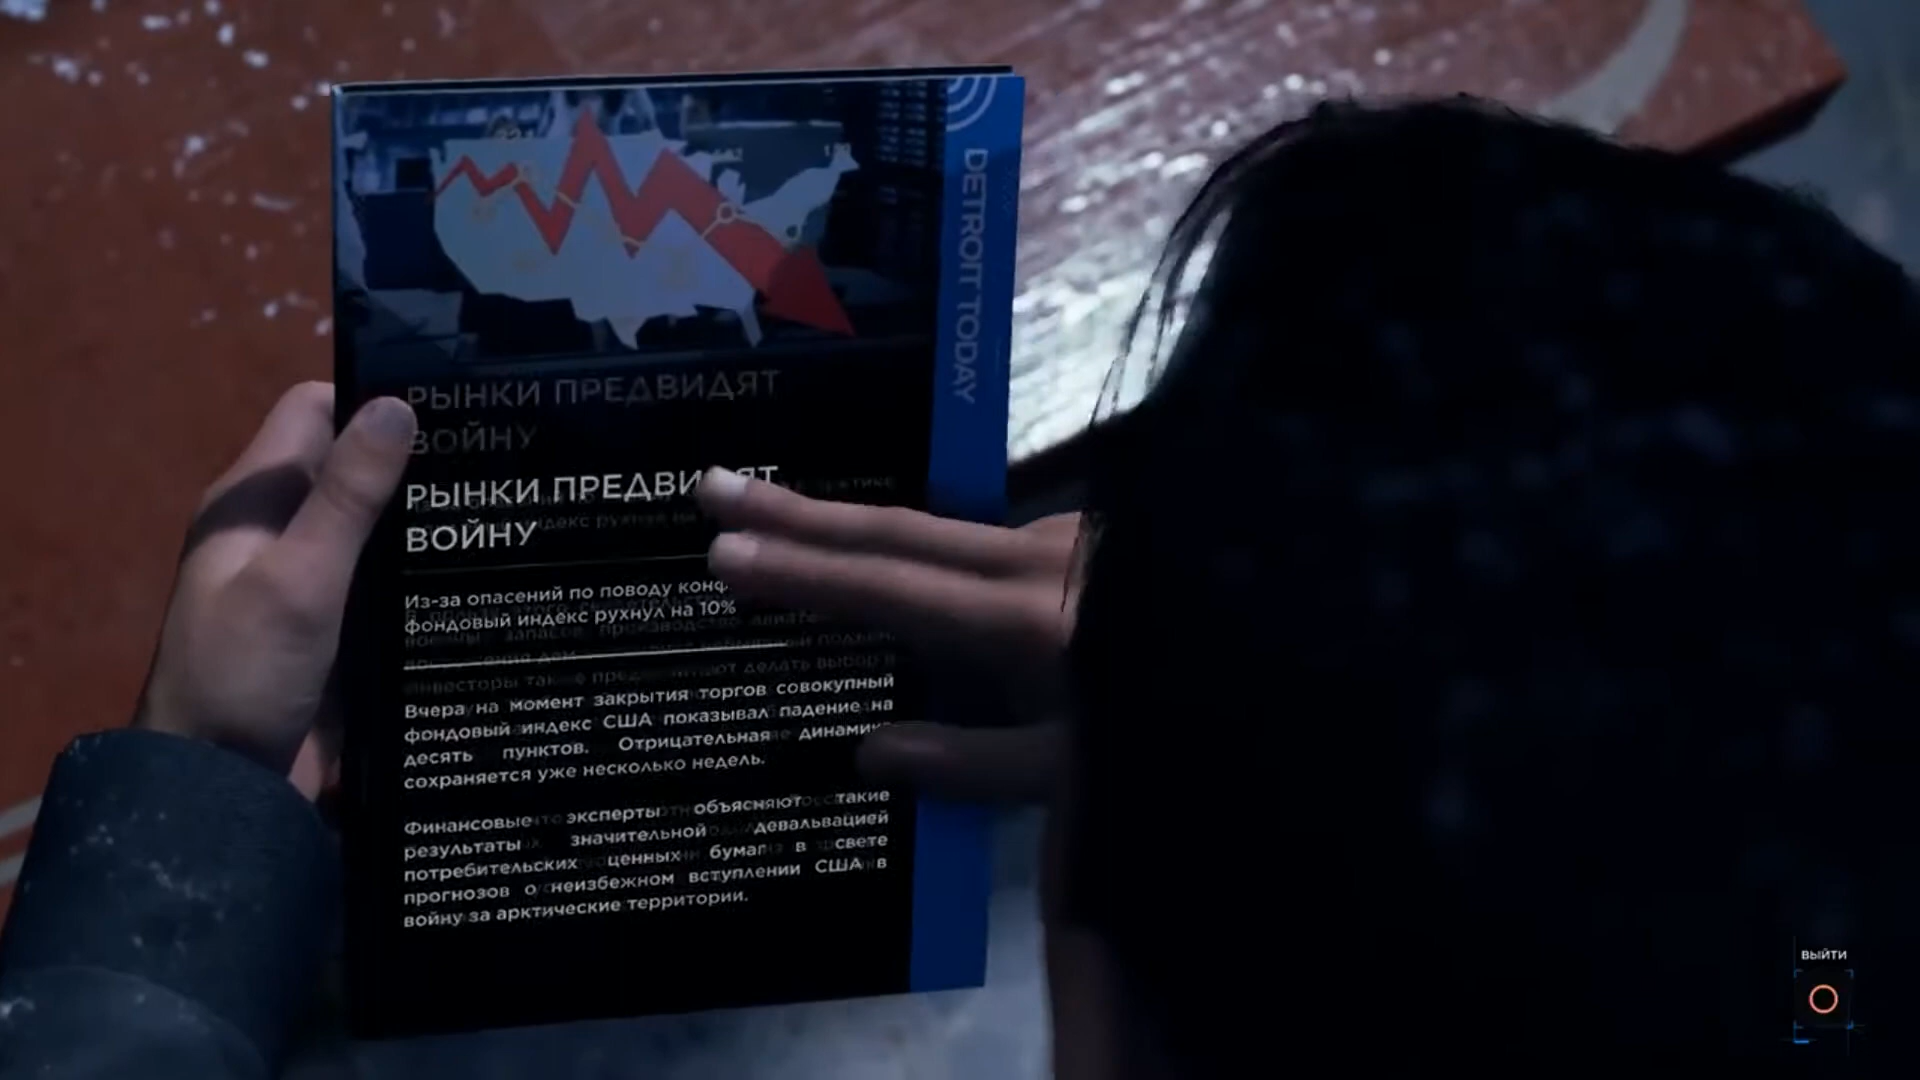 DETROIT TODAY
РЫНКИ ПРЕДВИДЯТ
ВОЙНУ
РЫНКИ ПРЕДВИДЯТ
ВОЙНУ
Из-за опасений по поводу
фондовый индекс рухнул на 10%
Вчера на момент закрытия торгов совокупный
фондовый индекс США показывал падение на
десять пунктов. Отрицательная динамика
сохраняется уже несколько недель.
Финансовые эксперты объясняют такие
результаты значительной девальвацией
потребительских ценных бумаг в свете
прогнозов о неизбежном вступлении США в
войну за арктические территории.
ВЫЙТИ